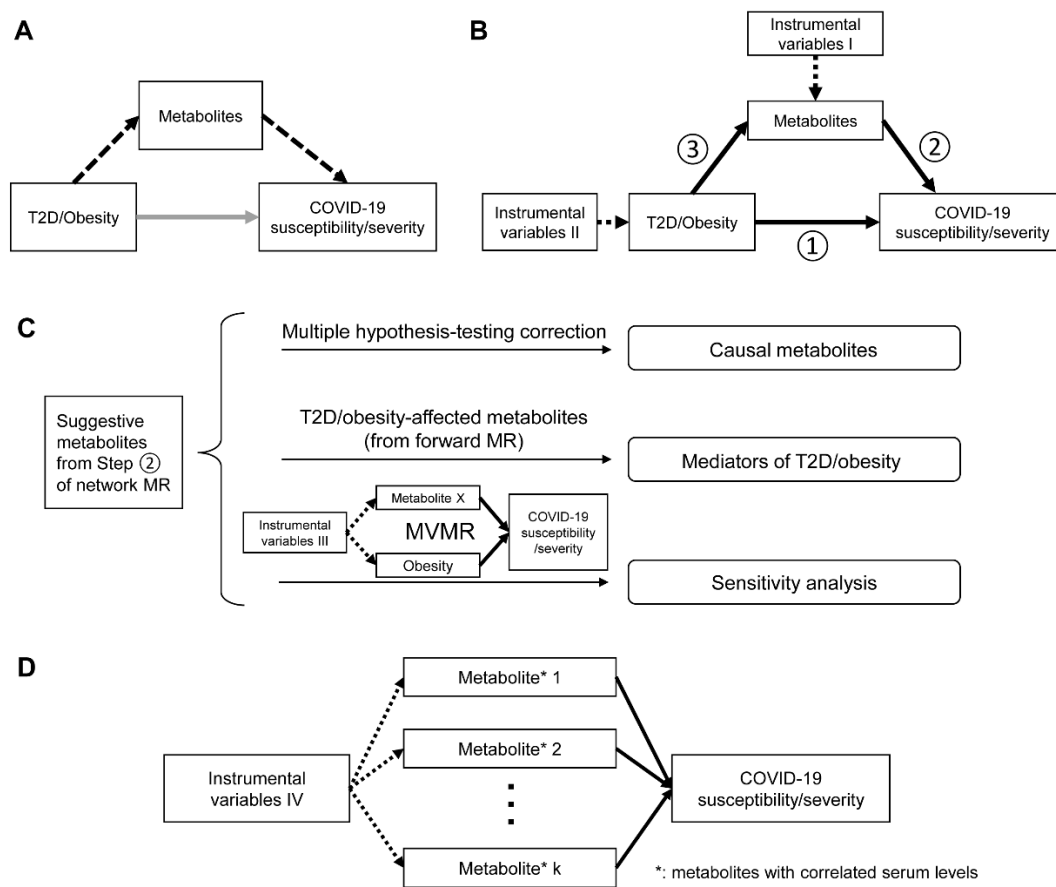 A
Metabolites
T2D/Obesity
COVID-19
susceptibility/severity
B
Instrumental
variables I
Metabolites
③
②
Instrumental
variables II
T2D/Obesity
COVID-19
susceptibility/severity
①
C
Suggestive
metabolites
from Step ②
of network MR
Multiple hypothesis-testing correction
Causal metabolites
T2D/obesity-affected metabolites
(from forward MR)
Mediators of T2D/obesity
Instrumental
variables III
Metabolite X
MVMR
Obesity
COVID-19
susceptibility
/severity
Sensitivity analysis
D
Instrumental
variables IV
Metabolite* 1
Metabolite* 2
Metabolite* k
COVID-19
susceptibility/severity
*: metabolites with correlated serum levels